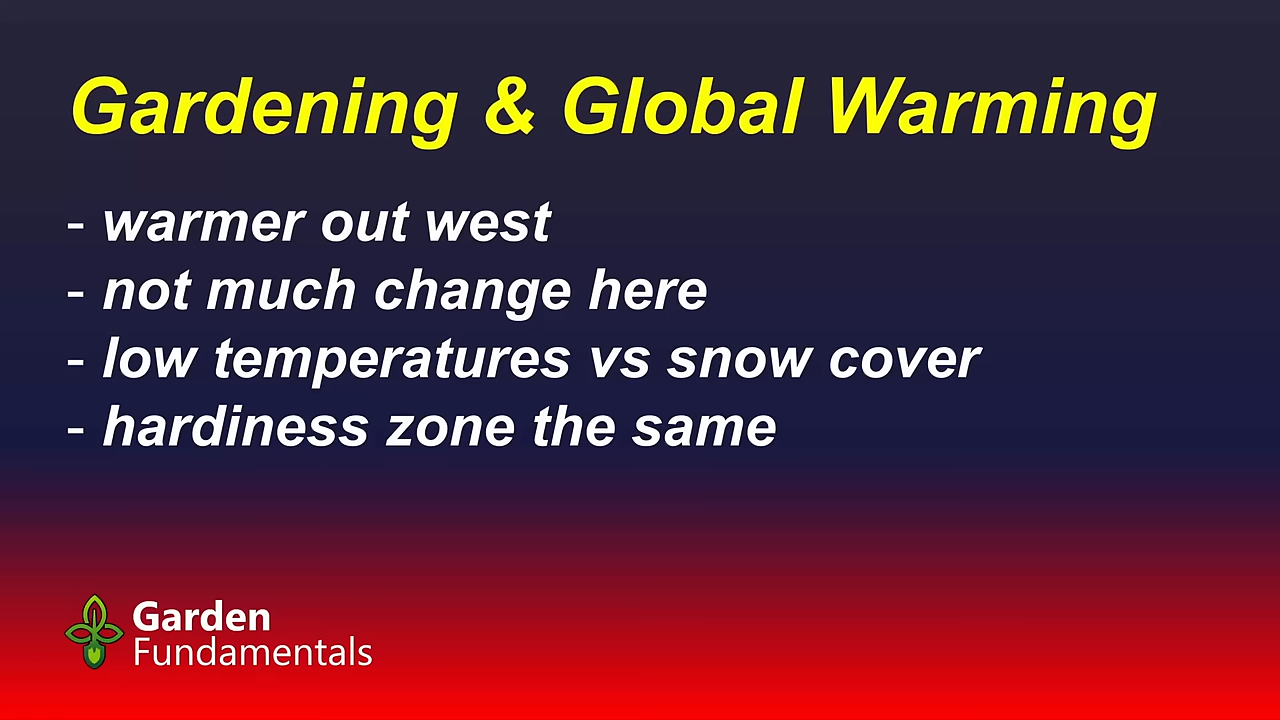 Gardening & Global Warming
- warmer out west
- not much change here
- low temperatures vs snow cover
- hardiness zone the same
Garden
Fundamentals